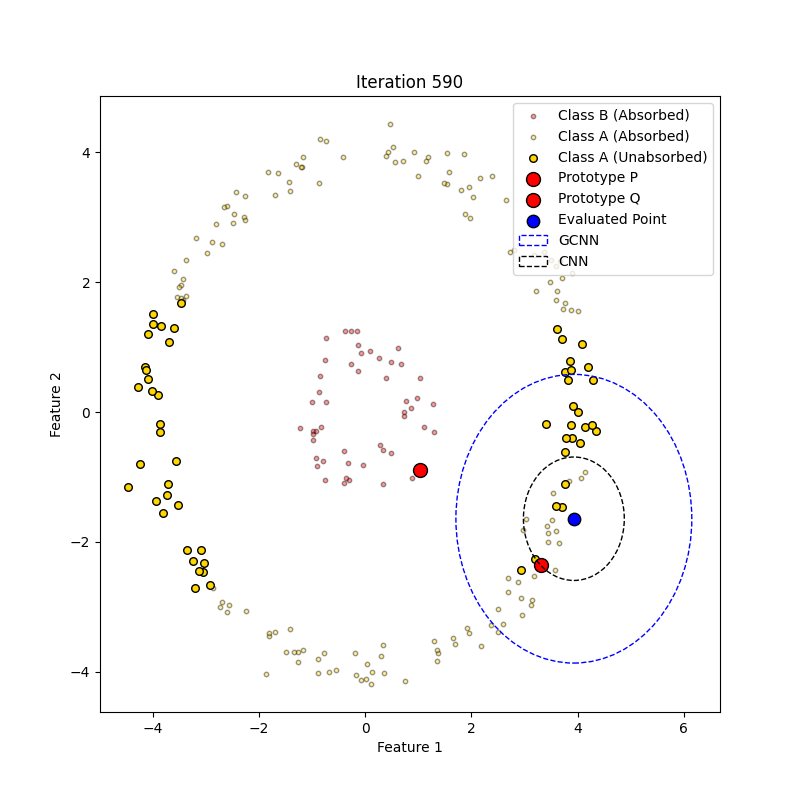 Iteration 590
Class B (Absorbed)
Class A (Absorbed)
Class A (Unabsorbed)
Prototype P
Prototype Q
Evaluated Point
GCNN
CNN
Feature 2
4
2
0
−2
−4
−4
−2
0
2
4
6
Feature 1